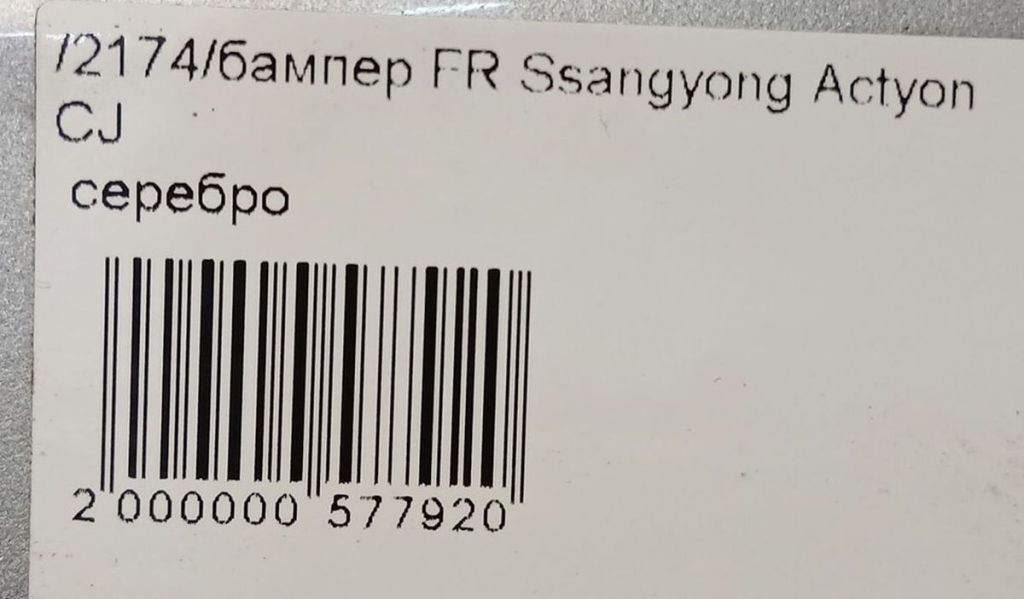 /2174/бампер FR Ssangyong Actyon
CJ
серебро
2 000000 577920